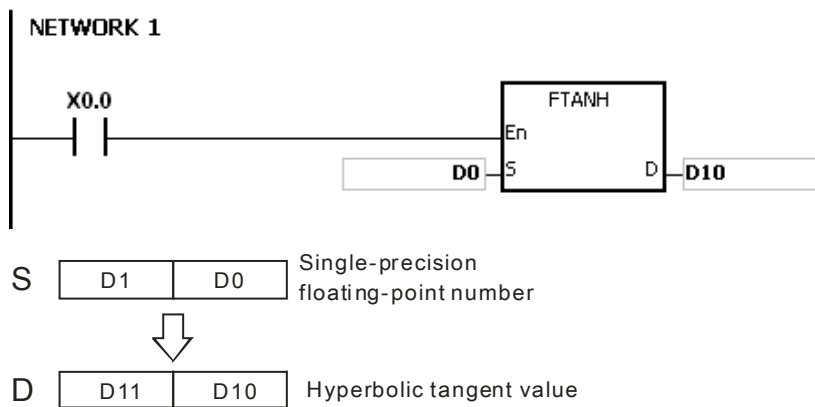 NETWORK 1
X0.0
FTANH
En
D0 S D D10
S D1 D0 Single-precision
floating-point number
D D11 D10 Hyperbolic tangent value